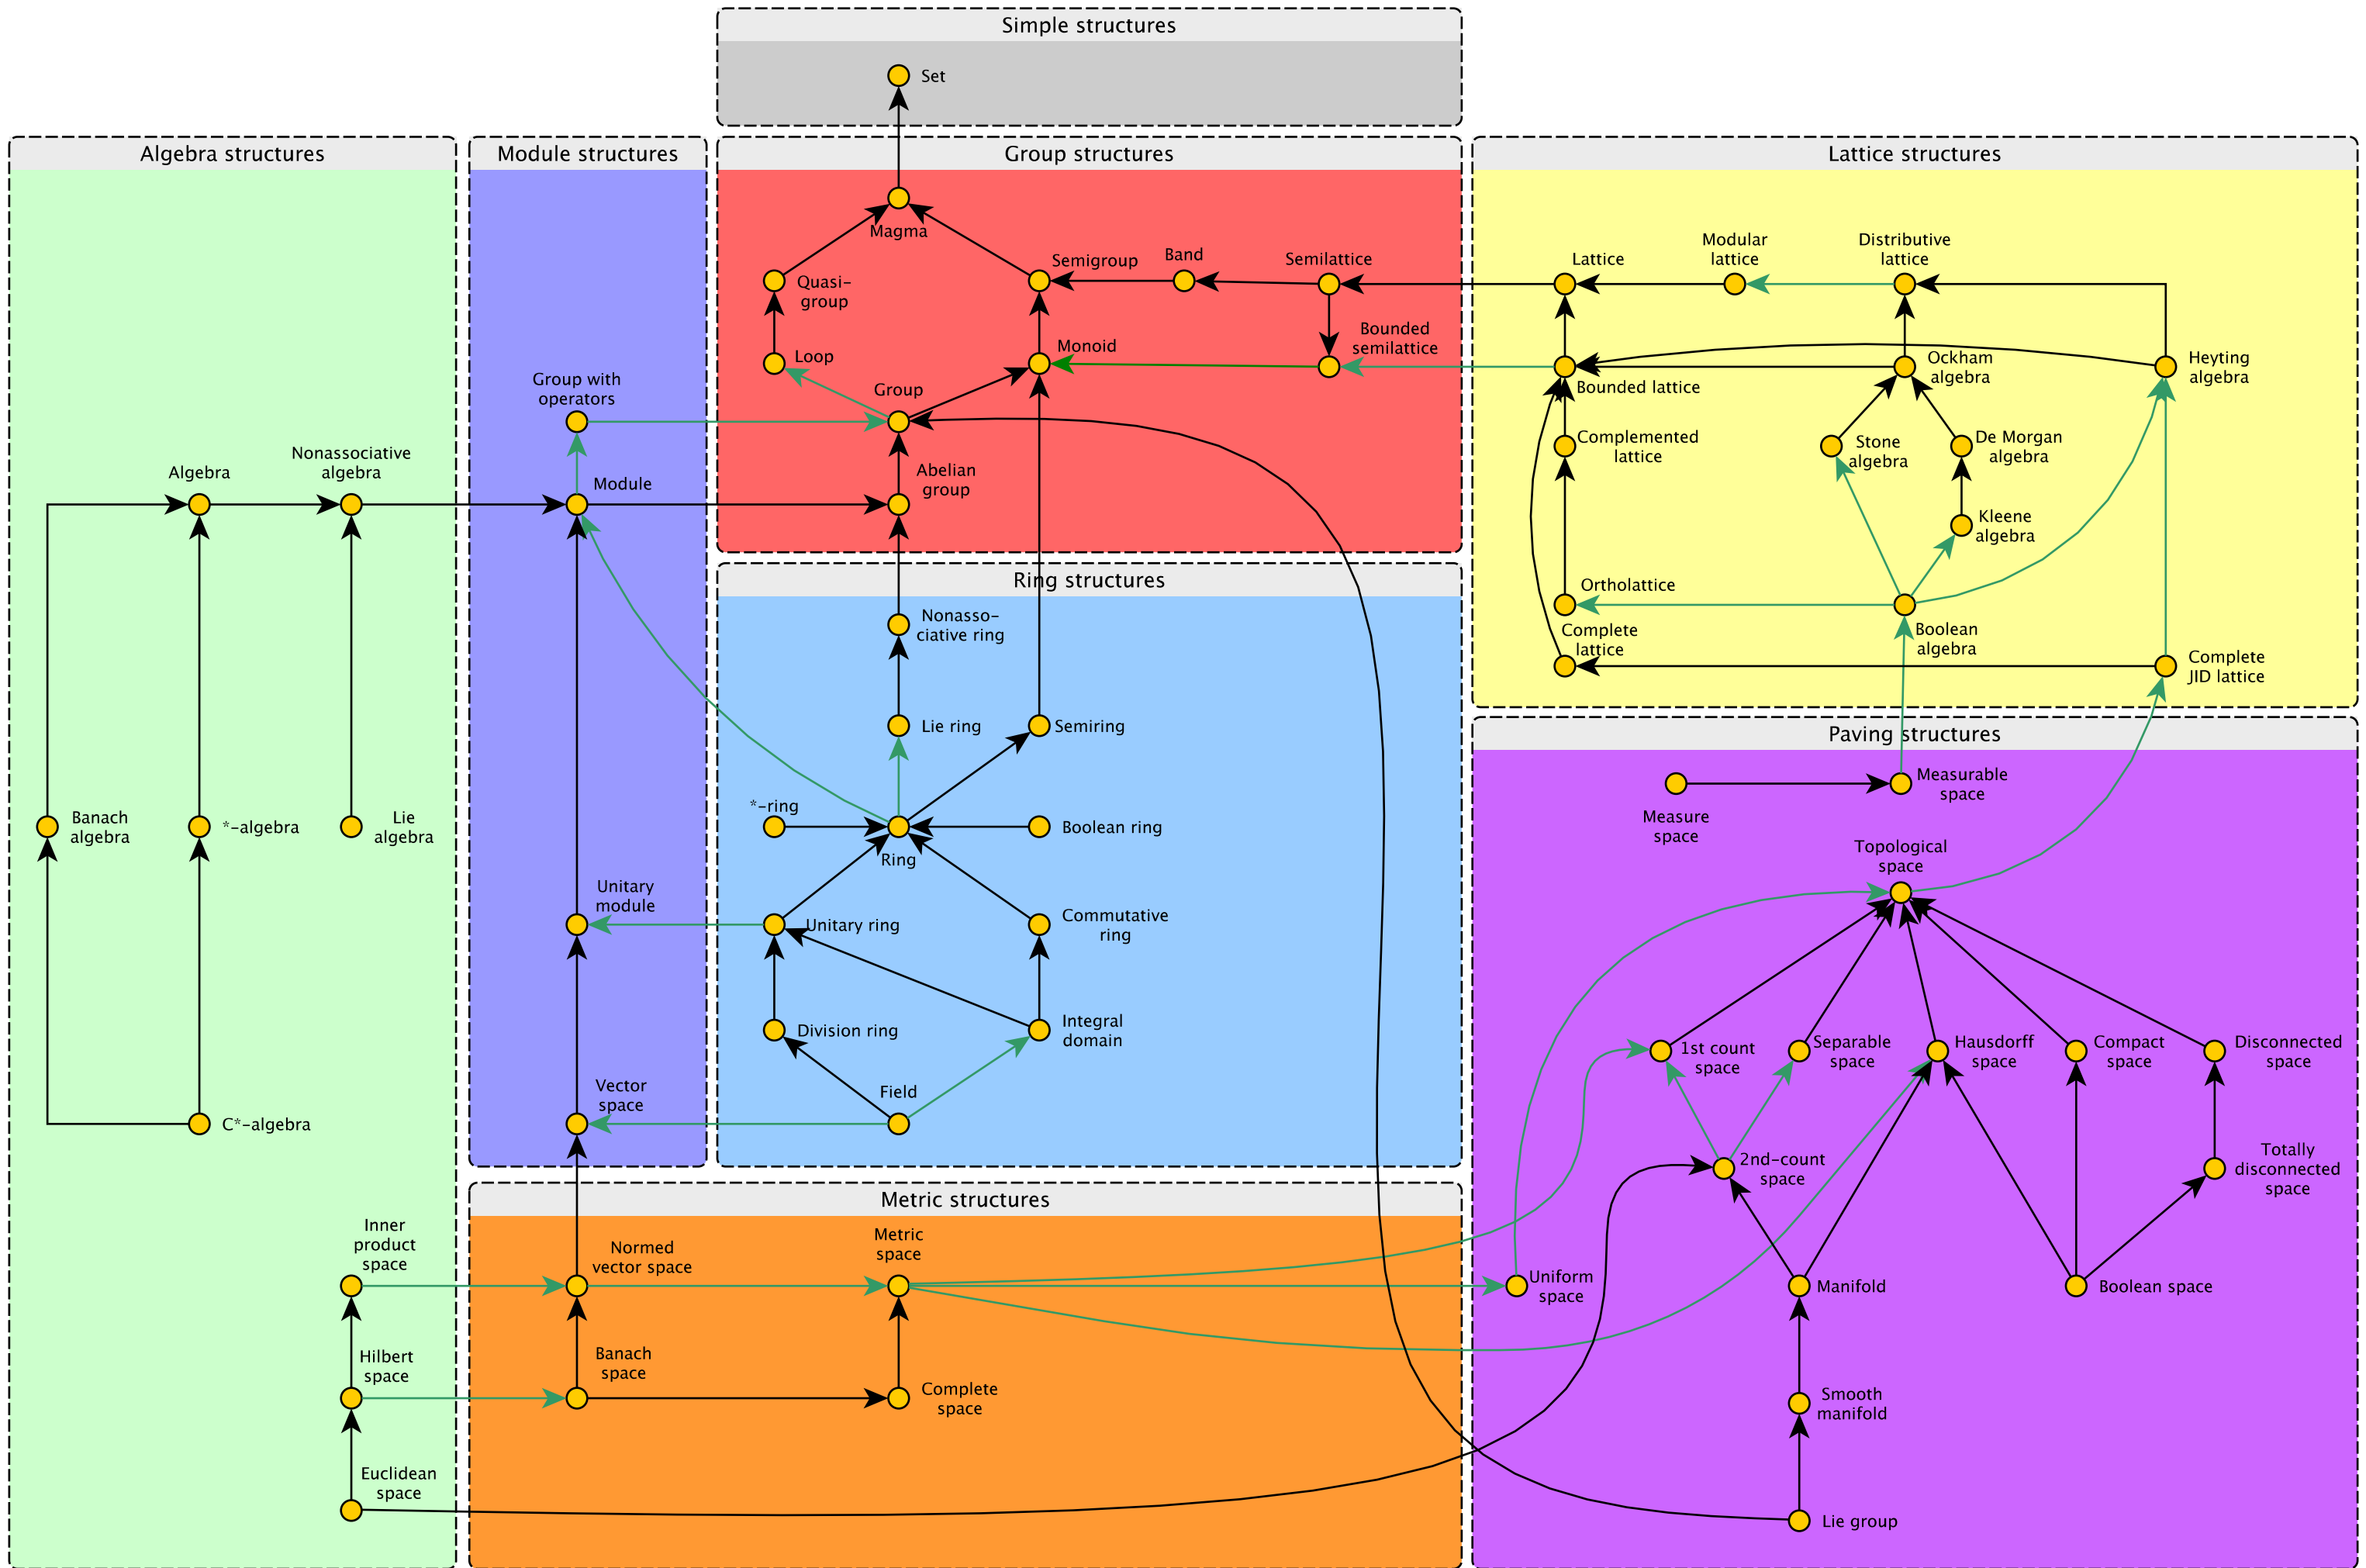 Simple structures
Set
Algebra structures
Module structures
Group structures
Lattice structures
Magma
Quasi-
group
Semigroup
Band
Semilattice
Loop
Monoid
Bounded
semilattice
Group
Abelian
group
Group with
operators
Module
Unitary
module
Vector
space
Algebra
Nonassociative
algebra
Banach
algebra
*-algebra
Lie
algebra
C*-algebra
Inner
product
space
Hilbert
space
Euclidean
space
Lattice
Modular
lattice
Distributive
lattice
Bounded lattice
Ockham
algebra
Heyting
algebra
Complemented
lattice
Stone
algebra
De Morgan
algebra
Kleene
algebra
Ortholattice
Boolean
algebra
Complete
lattice
Complete
JID lattice
Ring structures
Nonasso-
ciative ring
Lie ring
Semiring
*-ring
Ring
Boolean ring
Unitary ring
Commutative
ring
Division ring
Integral
domain
Field
Metric structures
Normed
vector space
Metric
space
Banach
space
Complete
space
Paving structures
Measure
space
Measurable
space
Topological
space
1st count
space
Separable
space
Hausdorff
space
Compact
space
Disconnected
space
2nd-count
space
Totally
disconnected
space
Uniform
space
Manifold
Boolean space
Smooth
manifold
Lie group